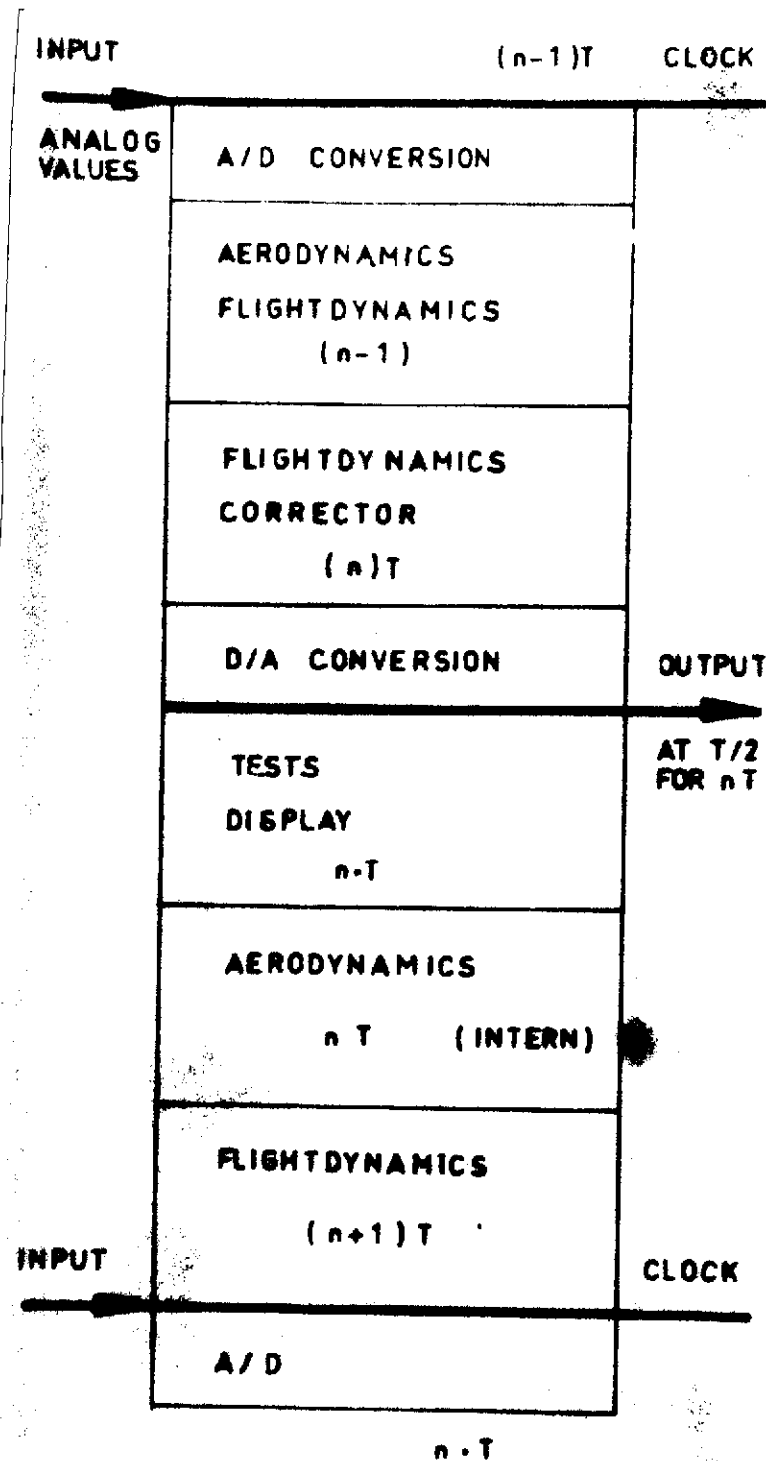 INPUT (n-1)T CLOCK
ANALOG
VALUES
A/D CONVERSION
AERODYNAMICS
FLIGHTDYNAMICS
(n-1)
FLIGHTDYNAMICS
CORRECTOR
(n)T
D/A CONVERSION
OUTPUT
AT T/2
FOR nT
TESTS
DISPLAY
n·T
AERODYNAMICS
nT (INTERN)
FLIGHTDYNAMICS
(n+1)T
INPUT
CLOCK
A/D
n·T